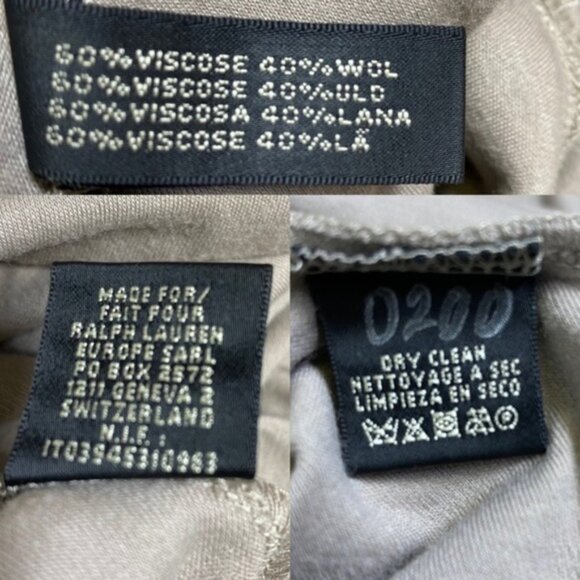 60%VISCOSE 40%WOL
60%VISCOSE 40%ULD
60%VISCOSA 40%LANA
60%VISCOSE 40%LÃ
MADE FOR/
FAIT POUR
RALPH LAUREN
EUROPE SARL
PO BOX 2572
1211 GENEVA 2
SWITZERLAND
N.I.F.:
IT03945310963
0200
DRY CLEAN
NETTOYAGE A SEC
LIMPIEZA EN SECO